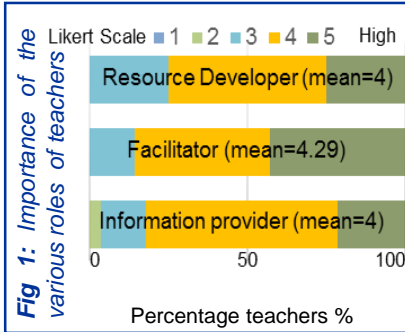 Fig 1: Importance of the
various roles of teachers
Likert Scale 1 2 3 4 5 High
Resource Developer (mean=4)
Facilitator (mean=4.29)
Information provider (mean=4)
0 50 100
Percentage teachers %